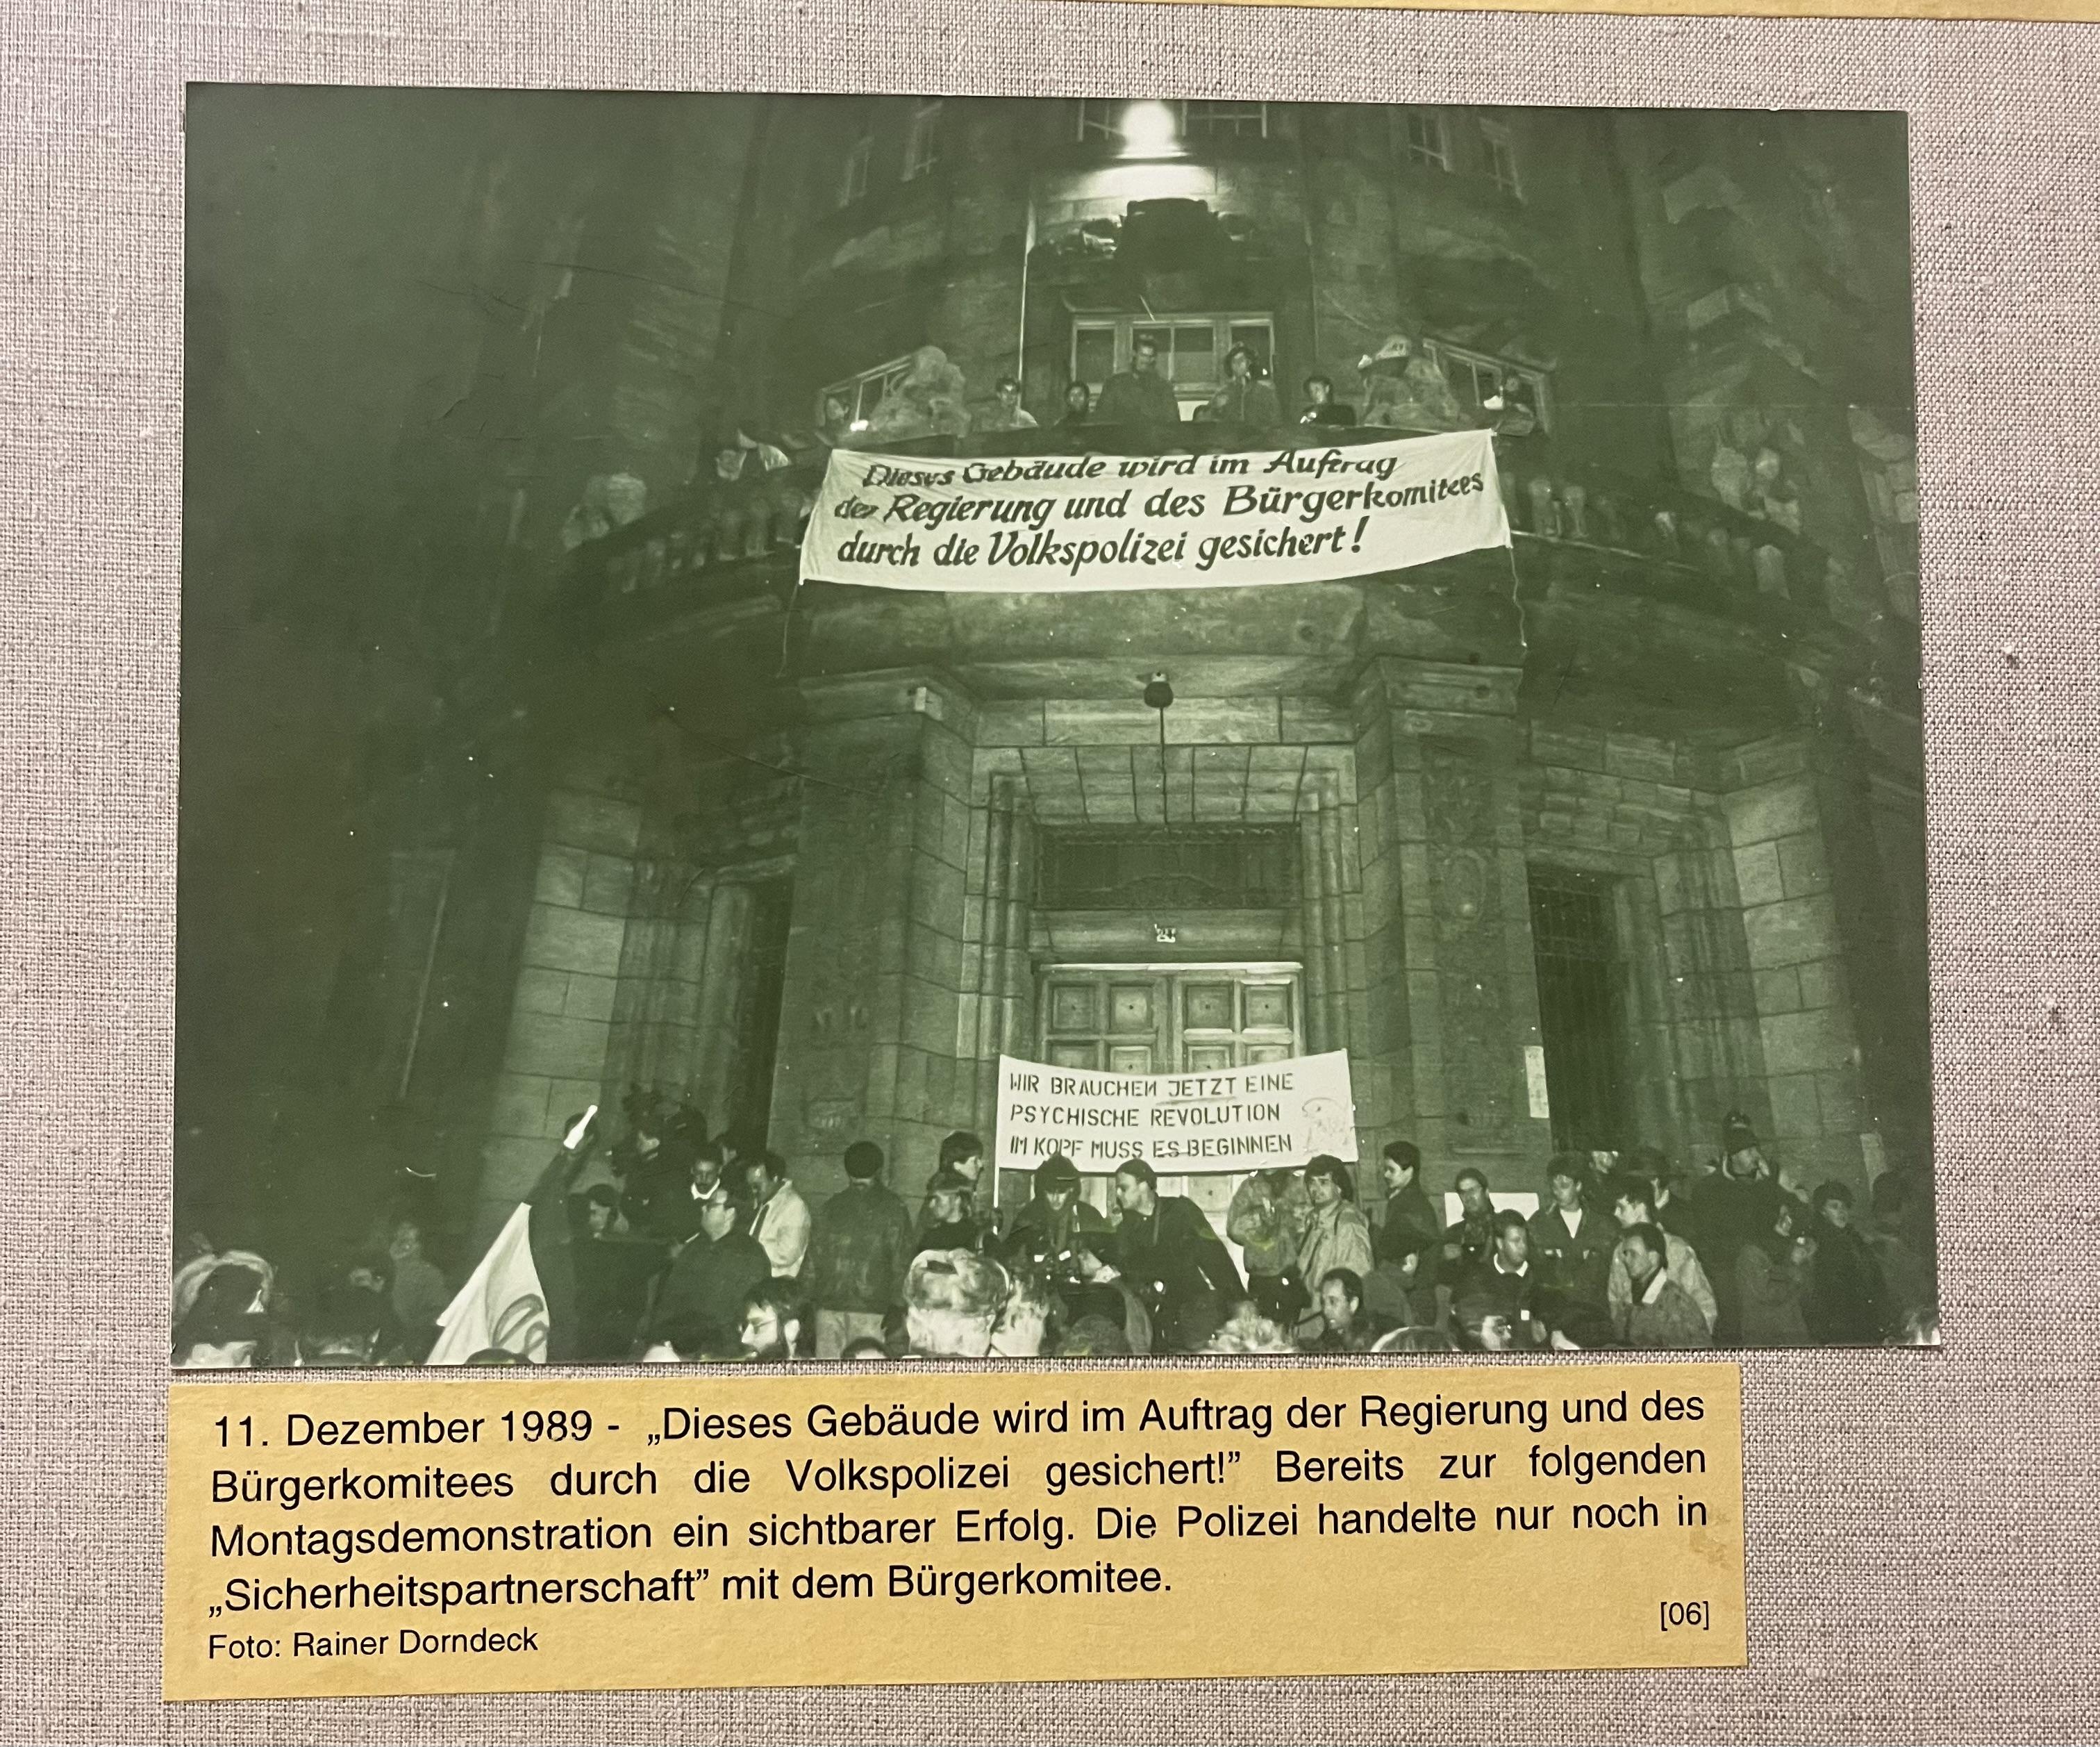 Dieses Gebäude wird im Auftrag
der Regierung und des Bürgerkomitees
durch die Volkspolizei gesichert!
WIR BRAUCHEN JETZT EINE
PSYCHISCHE REVOLUTION
IM KOPF MUSS ES BEGINNEN
11. Dezember 1989 - „Dieses Gebäude wird im Auftrag der Regierung und des
Bürgerkomitees durch die Volkspolizei gesichert!” Bereits zur folgenden
Montagsdemonstration ein sichtbarer Erfolg. Die Polizei handelte nur noch in
„Sicherheitspartnerschaft” mit dem Bürgerkomitee.
[06]
Foto: Rainer Dorndeck